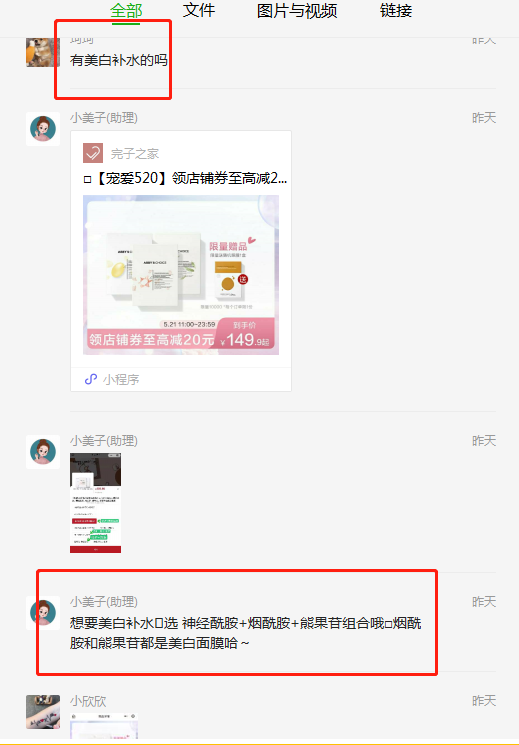 全部 文件 图片与视频 链接
珂珂 昨天
有美白补水的吗
小美子(助理) 昨天
完子之家
□【宠爱520】领店铺券至高减2...
限量赠品
送
5.21 11:00~23:59
到手价
领店铺券至高减20元 ¥149.9起
小程序
小美子(助理) 昨天
小美子(助理) 昨天
想要美白补水□选 神经酰胺+烟酰胺+熊果苷组合哦□烟酰
胺和熊果苷都是美白面膜哈～
小欣欣 昨天